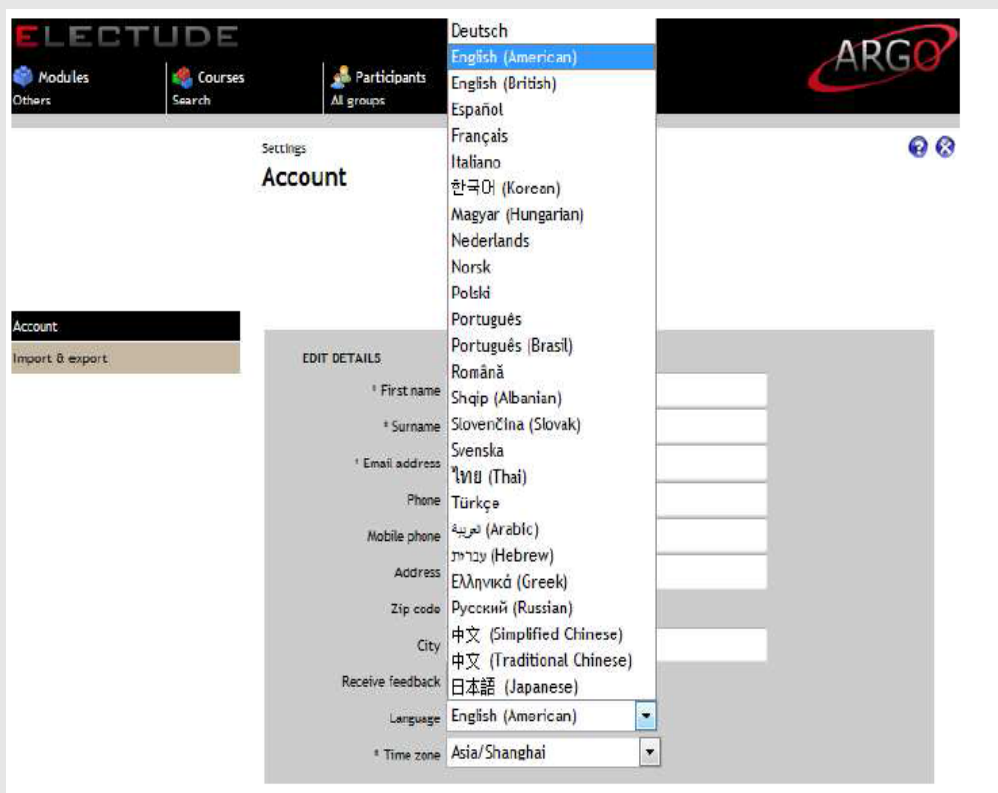 ELECTUDE
ARGO
Modules
Others
Courses
Search
Participants
All groups
Settings
Account
Account
Import & export
EDIT DETAILS
* First name
* Surname
* Email address
Phone
Mobile phone
Address
Zip code
City
Receive feedback
Language
* Time zone
Deutsch
English (American)
English (British)
Español
Français
Italiano
한국어 (Korean)
Magyar (Hungarian)
Nederlands
Norsk
Polski
Português
Português (Brasil)
Română
Shqip (Albanian)
Slovenčina (Slovak)
Svenska
ไทย (Thai)
Türkçe
العربية (Arabic)
עברית (Hebrew)
Ελληνικά (Greek)
Русский (Russian)
中文 (Simplified Chinese)
中文 (Traditional Chinese)
日本語 (Japanese)
English (American)
Asia/Shanghai